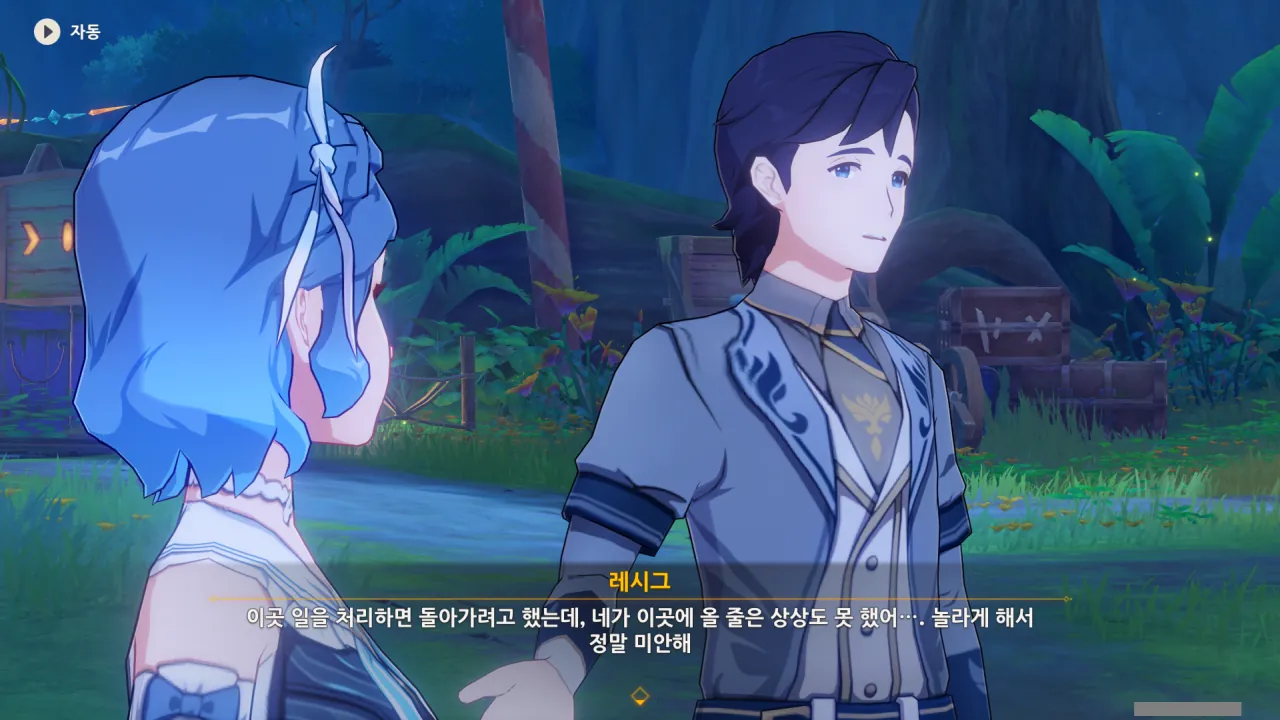 자동
레시그
이곳 일을 처리하면 돌아가려고 했는데, 네가 이곳에 올 줄은 상상도 못 했어…. 놀라게 해서
정말 미안해